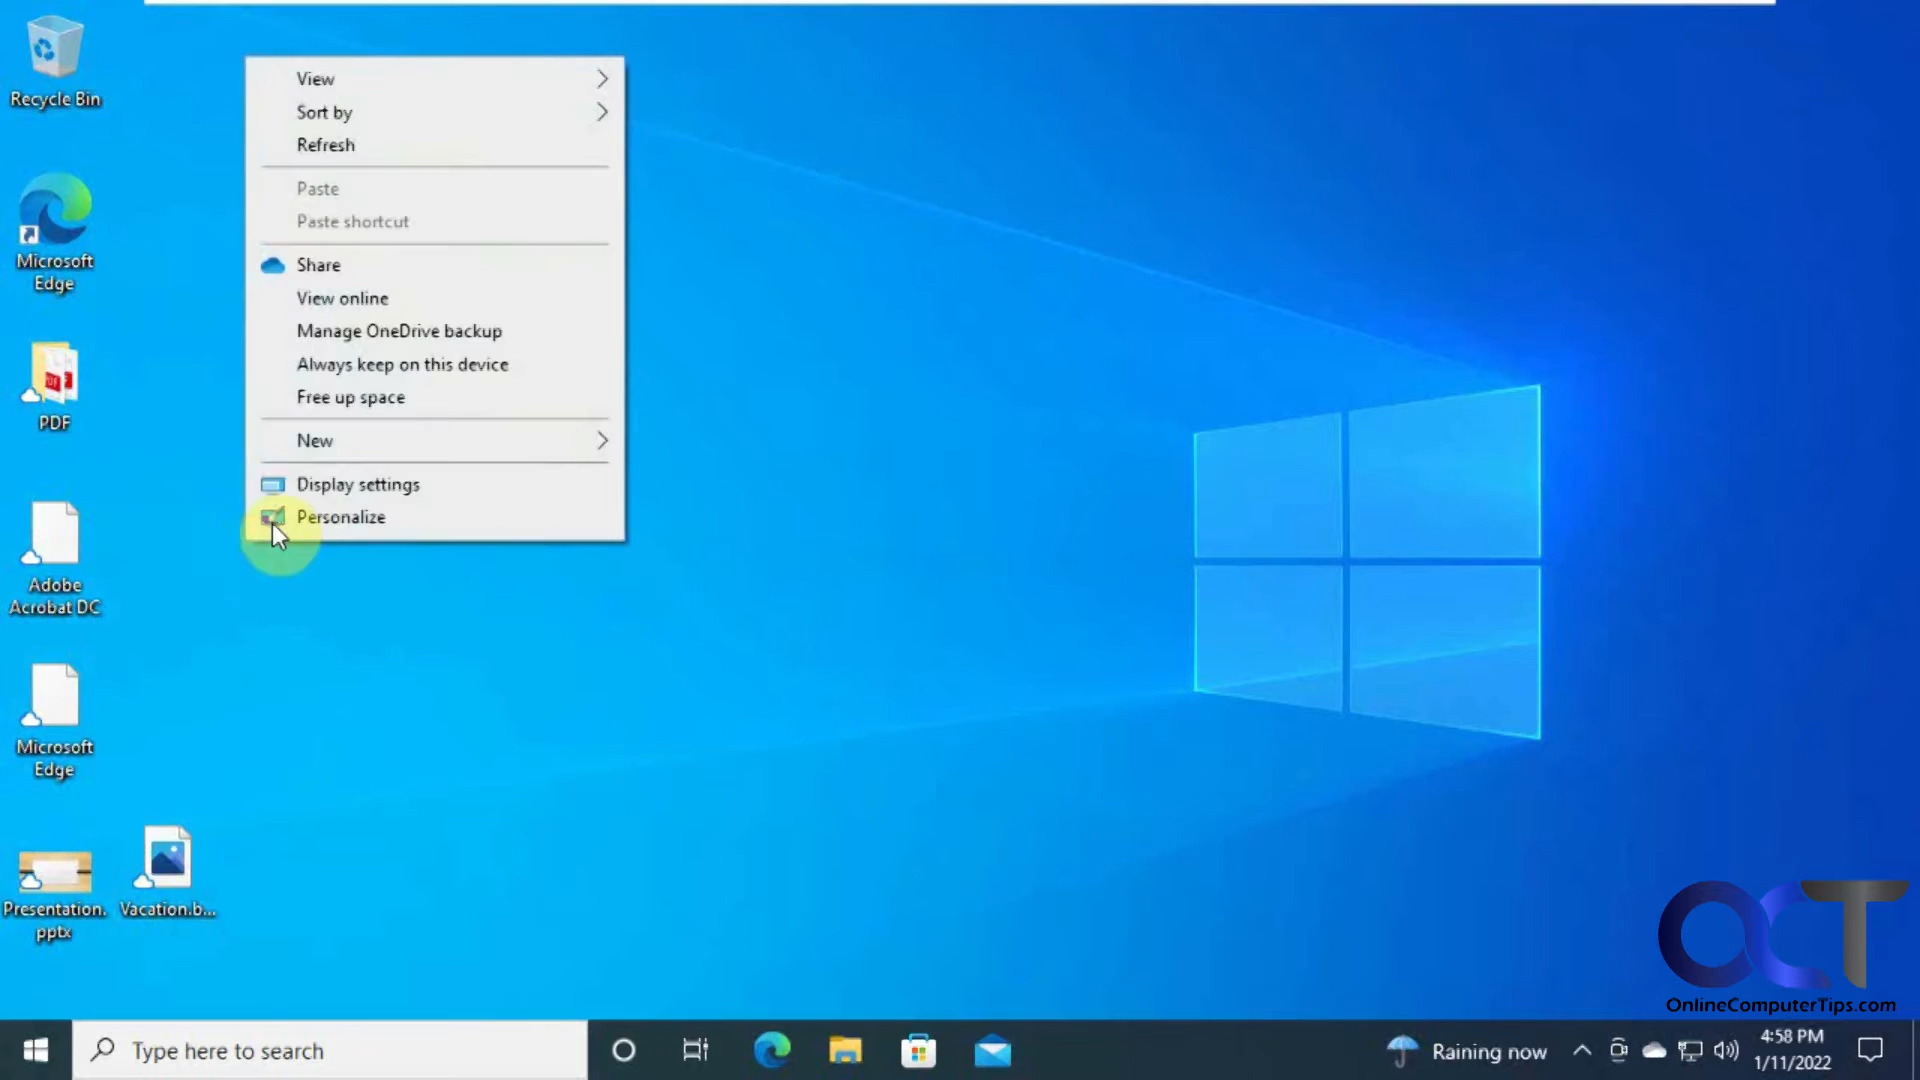 Recycle Bin
Microsoft
Edge
PDF
Adobe
Acrobat DC
Microsoft
Edge
Presentation.
pptx
Vacation.b...
View
Sort by
Refresh
Paste
Paste shortcut
Share
View online
Manage OneDrive backup
Always keep on this device
Free up space
New
Display settings
Personalize
OCT
OnlineComputerTips.com
Type here to search
Raining now
4:58 PM
1/11/2022